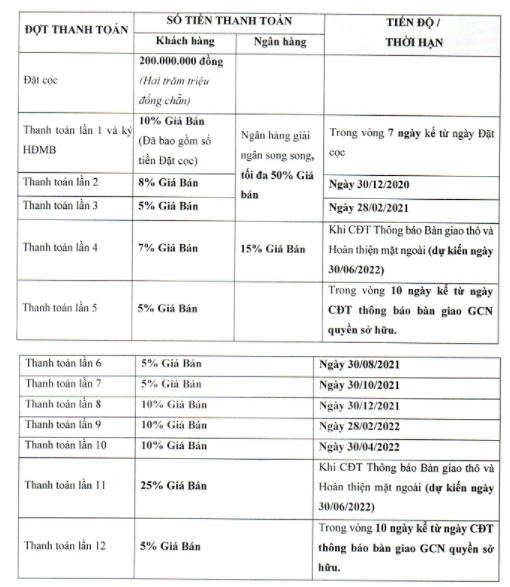 ĐỢT THANH TOÁN
SỐ TIỀN THANH TOÁN
TIẾN ĐỘ /
THỜI HẠN
Khách hàng
Ngân hàng
Đặt cọc
200.000.000 đồng
(Hai trăm triệu
đồng chẵn)
Thanh toán lần 1 và ký
HĐMB
10% Giá Bán
(Đã bao gồm số
tiền Đặt cọc)
Ngân hàng giải
ngân song song,
tối đa 50% Giá
bán
Trong vòng 7 ngày kể từ ngày Đặt
cọc
Thanh toán lần 2
8% Giá Bán
Ngày 30/12/2020
Thanh toán lần 3
5% Giá Bán
Ngày 28/02/2021
Thanh toán lần 4
7% Giá Bán
15% Giá Bán
Khi CĐT Thông báo Bàn giao thô và
Hoàn thiện mặt ngoài (dự kiến ngày
30/06/2022)
Thanh toán lần 5
5% Giá Bán
Trong vòng 10 ngày kể từ ngày
CĐT thông báo bàn giao GCN
quyền sở hữu.
Thanh toán lần 6
5% Giá Bán
Ngày 30/08/2021
Thanh toán lần 7
5% Giá Bán
Ngày 30/10/2021
Thanh toán lần 8
10% Giá Bán
Ngày 30/12/2021
Thanh toán lần 9
10% Giá Bán
Ngày 28/02/2022
Thanh toán lần 10
10% Giá Bán
Ngày 30/04/2022
Thanh toán lần 11
25% Giá Bán
Khi CĐT Thông báo Bàn giao thô và
Hoàn thiện mặt ngoài (dự kiến ngày
30/06/2022)
Thanh toán lần 12
5% Giá Bán
Trong vòng 10 ngày kể từ ngày CĐT
thông báo bàn giao GCN quyền sở
hữu.